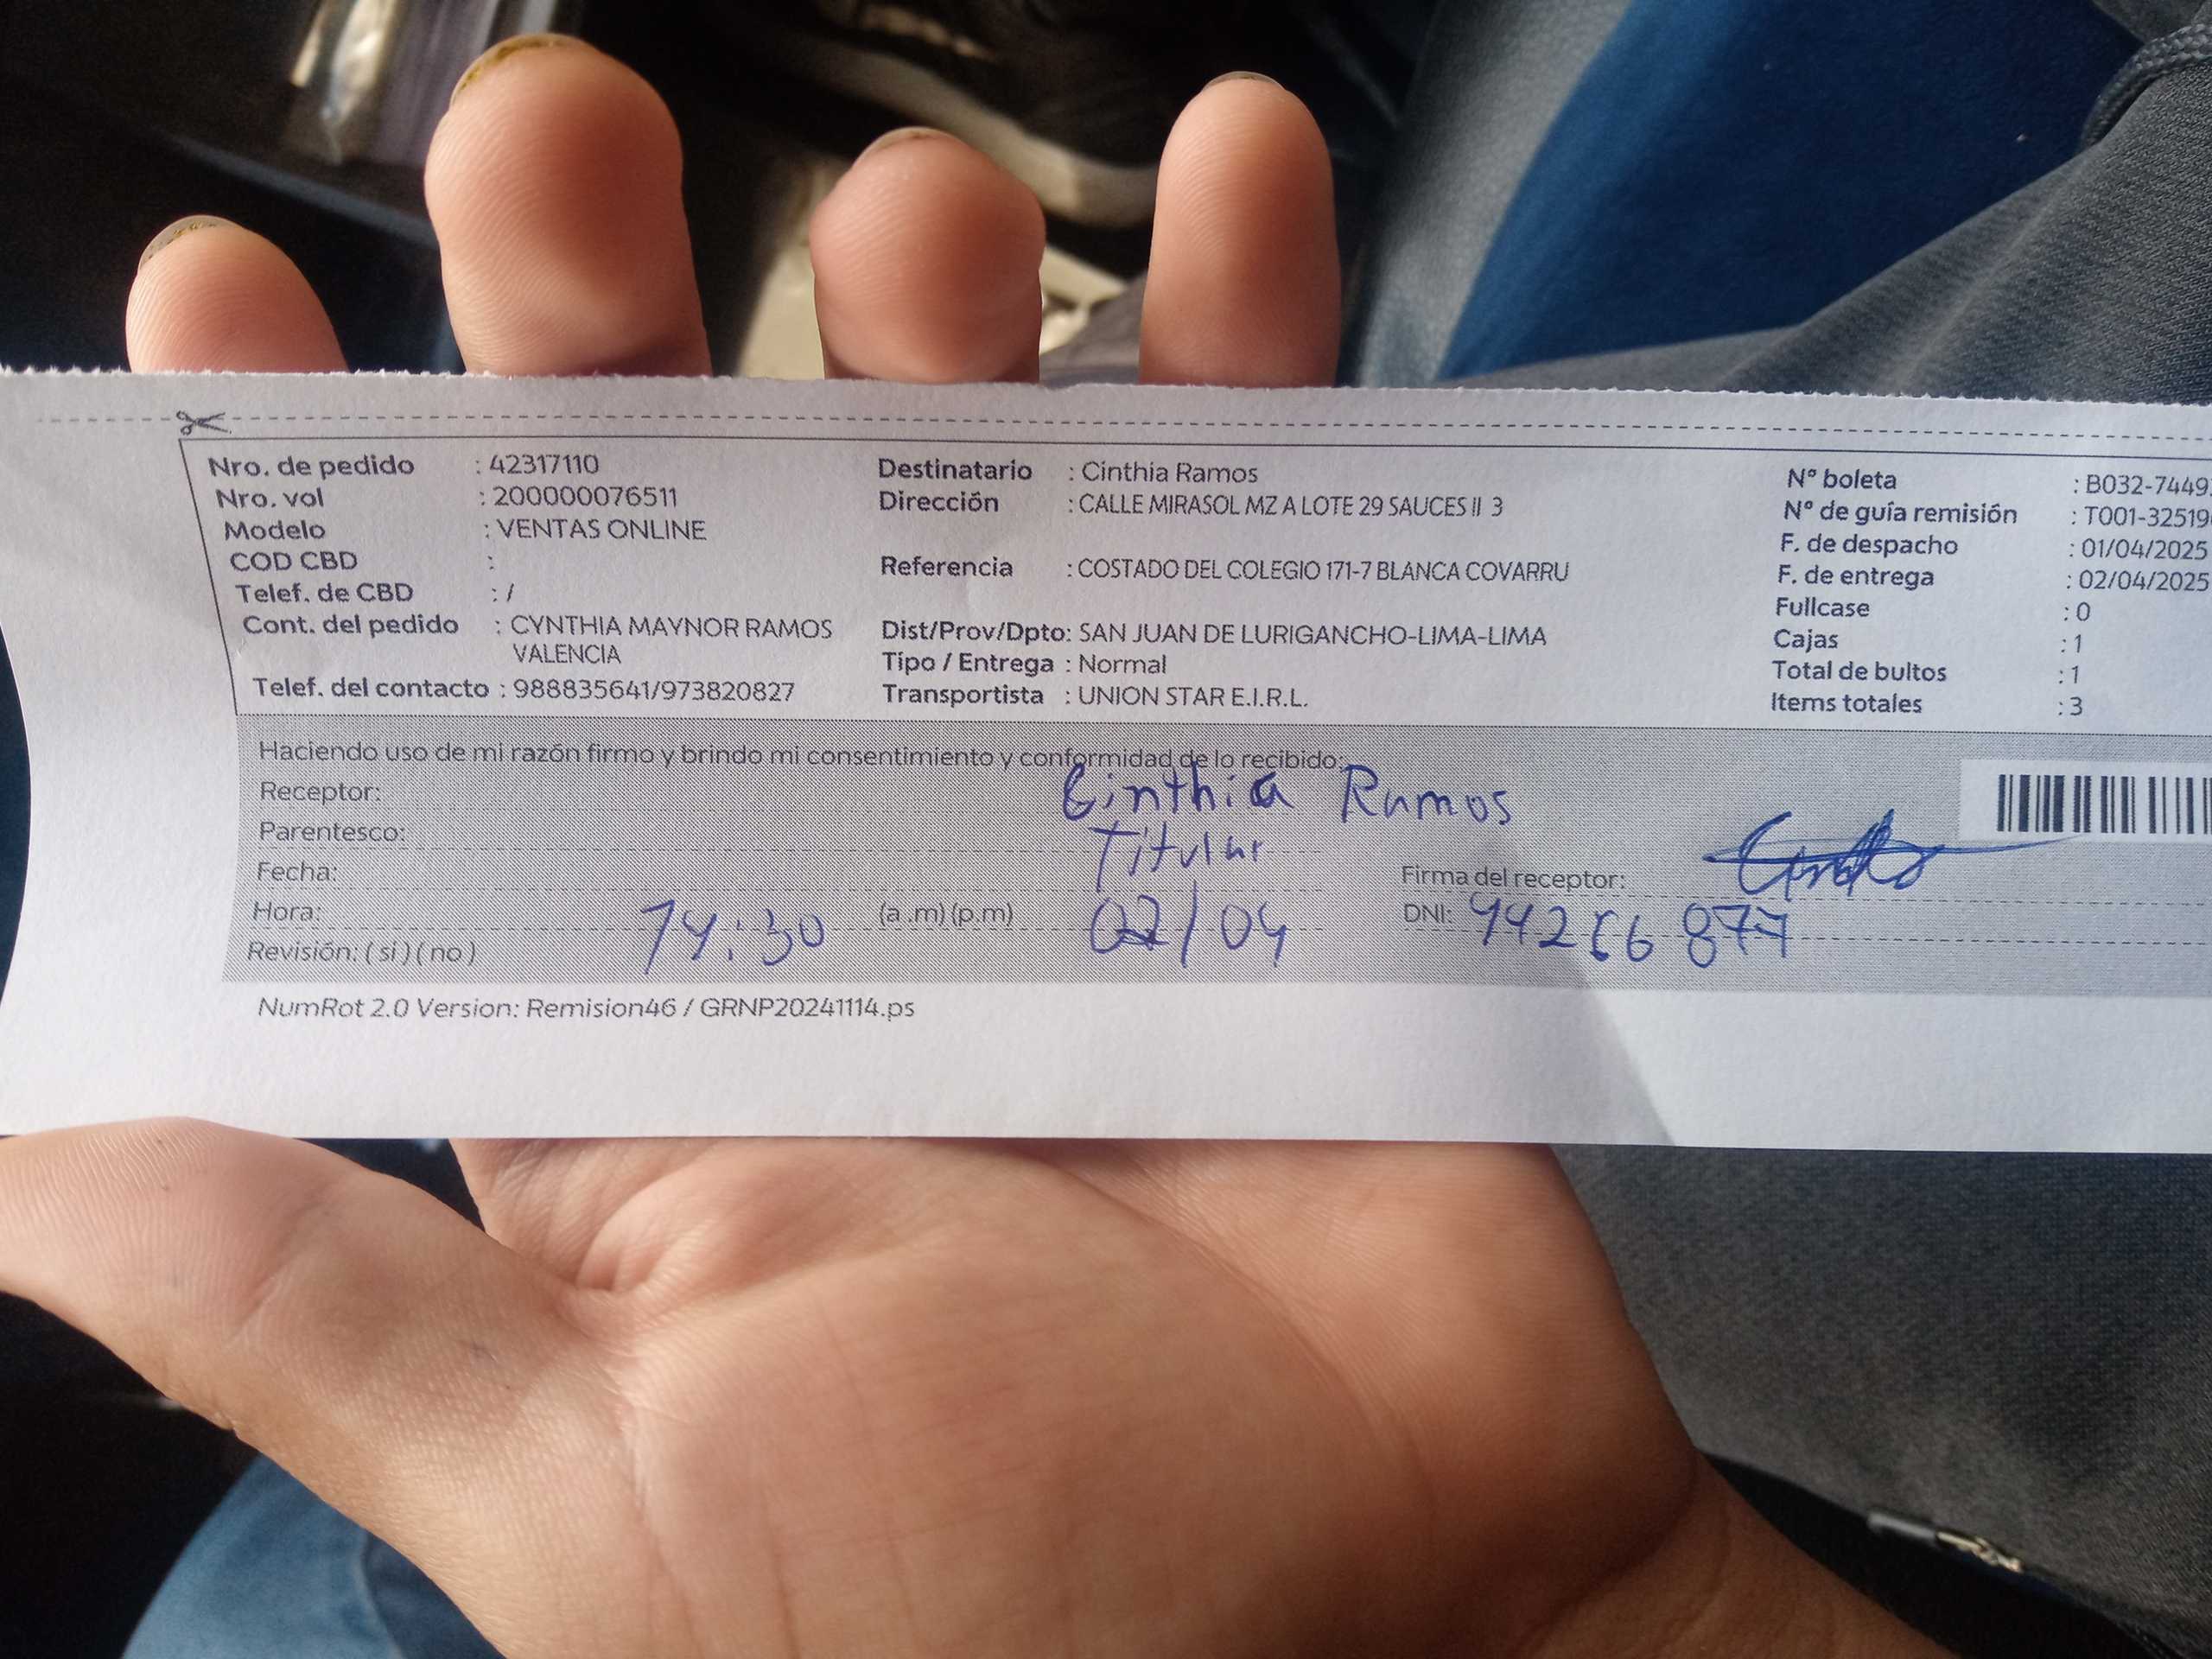 Nro. de pedido : 42317110
Nro. vol : 200000076511
Modelo : VENTAS ONLINE
COD CBD :
Telef. de CBD : /
Cont. del pedido : CYNTHIA MAYNOR RAMOS
VALENCIA
Telef. del contacto : 988835641/973820827
Destinatario : Cinthia Ramos
Dirección : CALLE MIRASOL MZ A LOTE 29 SAUCES II 3
Referencia : COSTADO DEL COLEGIO 171-7 BLANCA COVARRU
Dist/Prov/Dpto: SAN JUAN DE LURIGANCHO-LIMA-LIMA
Tipo / Entrega : Normal
Transportista : UNION STAR E.I.R.L.
N° boleta : B032-7449
N° de guía remisión : T001-32519
F. de despacho : 01/04/2025
F. de entrega : 02/04/2025
Fullcase : 0
Cajas : 1
Total de bultos : 1
Items totales : 3
Haciendo uso de mi razón firmo y brindo mi consentimiento y conformidad de lo recibido:
Receptor: Cinthia Ramos
Parentesco: Titular
Fecha: 02/04
Firma del receptor:
Hora: 14:30 (a .m) (p.m)
DNI:
Revisión: ( si ) ( no )
NumRot 2.0 Version: Remision46 / GRNP20241114.ps